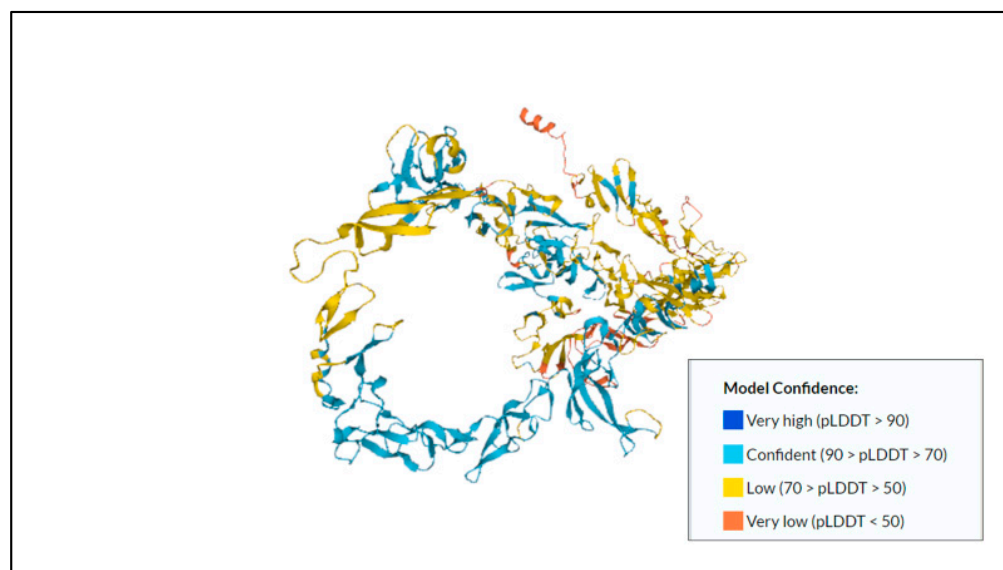 Model Confidence:
Very high (pLDDT > 90)
Confident (90 > pLDDT > 70)
Low (70 > pLDDT > 50)
Very low (pLDDT < 50)